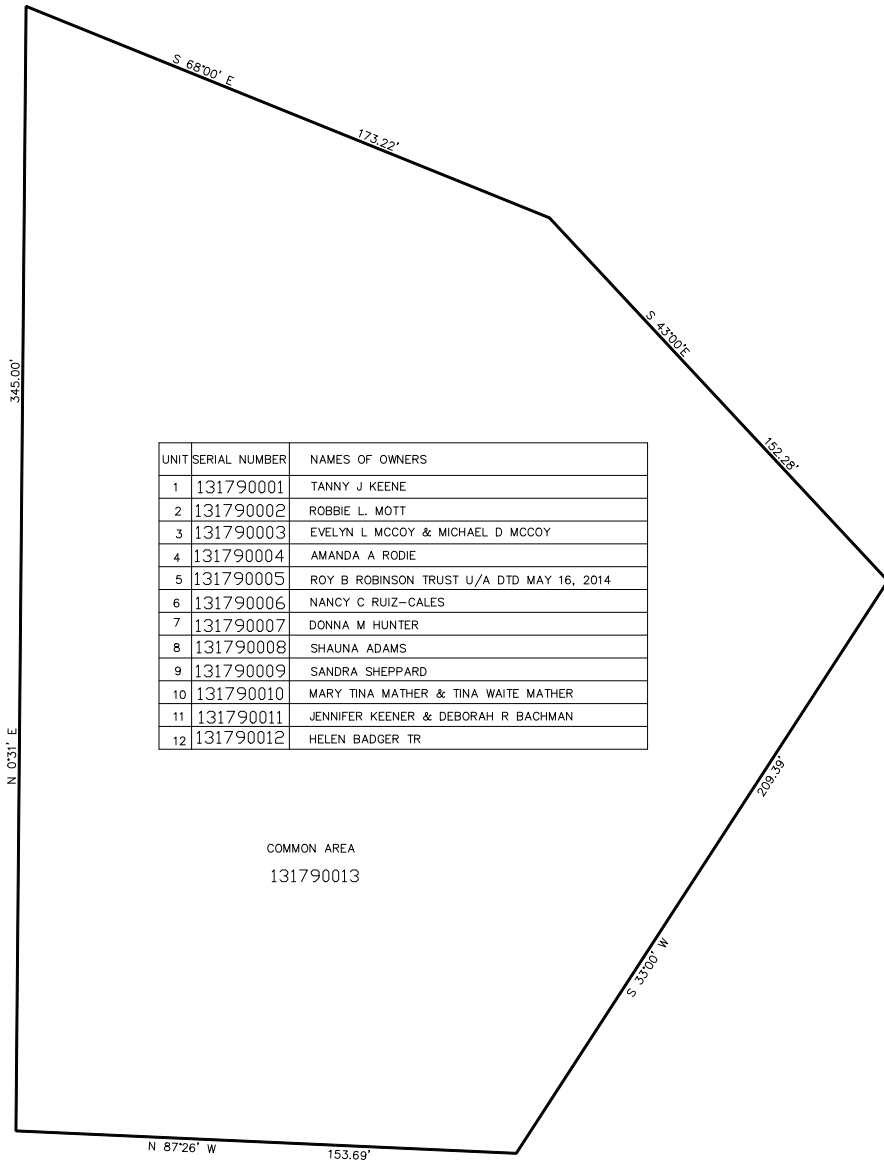 S 68°00' E
173.22'
S 43°00'E
152.28'
345.00'
N 0°31' E
UNIT SERIAL NUMBER NAMES OF OWNERS
1 131790001 TANNY J KEENE
2 131790002 ROBBIE L. MOTT
3 131790003 EVELYN L MCCOY & MICHAEL D MCCOY
4 131790004 AMANDA A RODIE
5 131790005 ROY B ROBINSON TRUST U/A DTD MAY 16, 2014
6 131790006 NANCY C RUIZ-CALES
7 131790007 DONNA M HUNTER
8 131790008 SHAUNA ADAMS
9 131790009 SANDRA SHEPPARD
10 131790010 MARY TINA MATHER & TINA WAITE MATHER
11 131790011 JENNIFER KEENER & DEBORAH R BACHMAN
12 131790012 HELEN BADGER TR
209.39'
S 33°00' W
COMMON AREA
131790013
N 87°26' W
153.69'